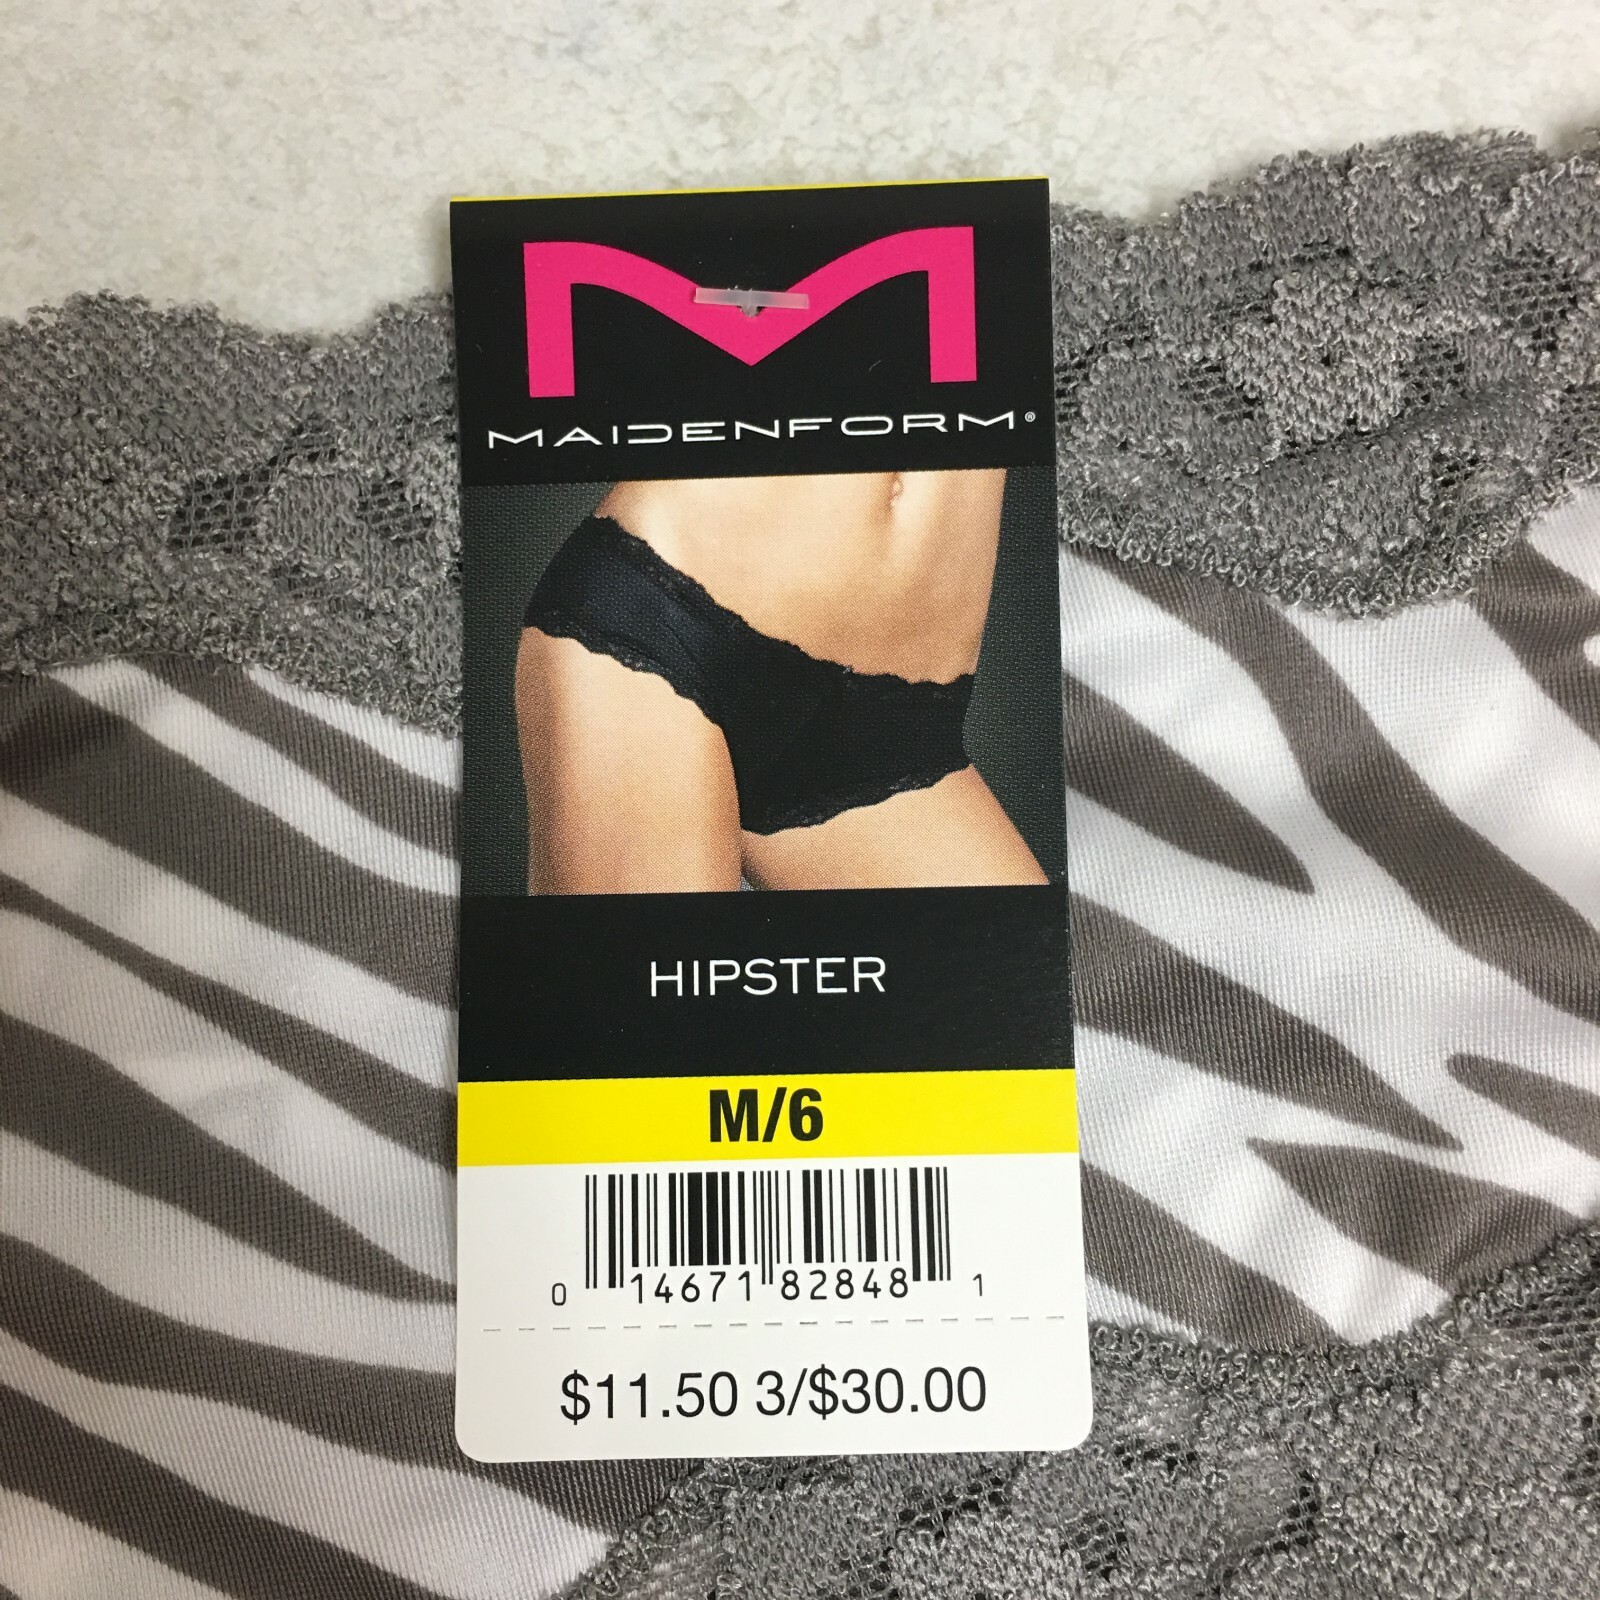 M
MAIDENFORM®
HIPSTER
M/6
0 14671 82848 1
$11.50 3/$30.00